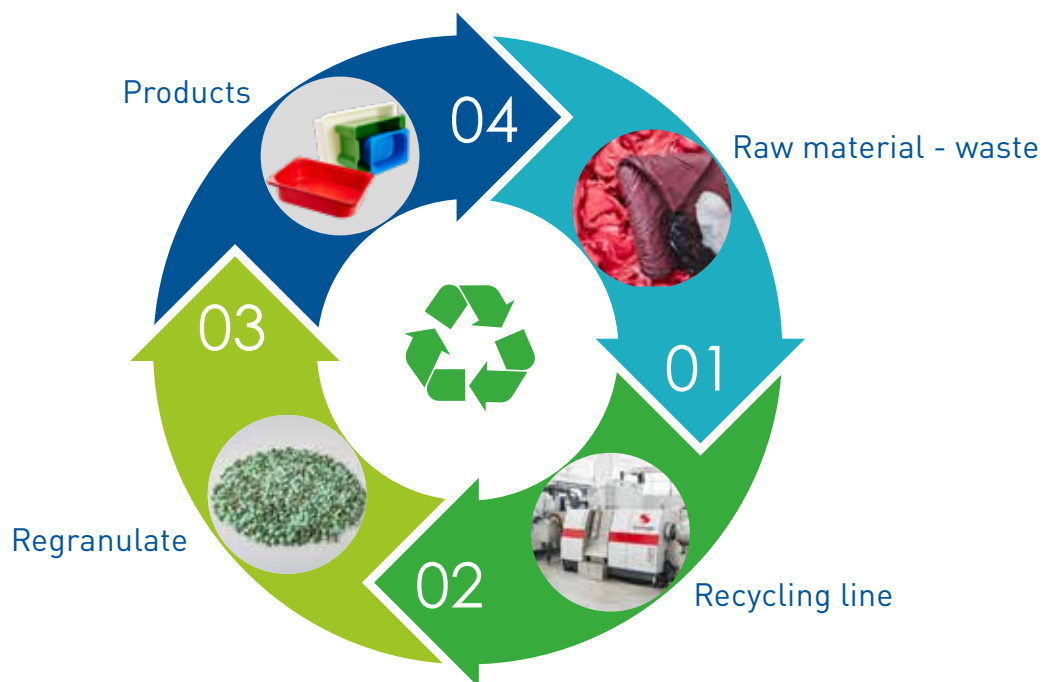 Products
04
Raw material - waste
03
01
Regranulate
02
Recycling line